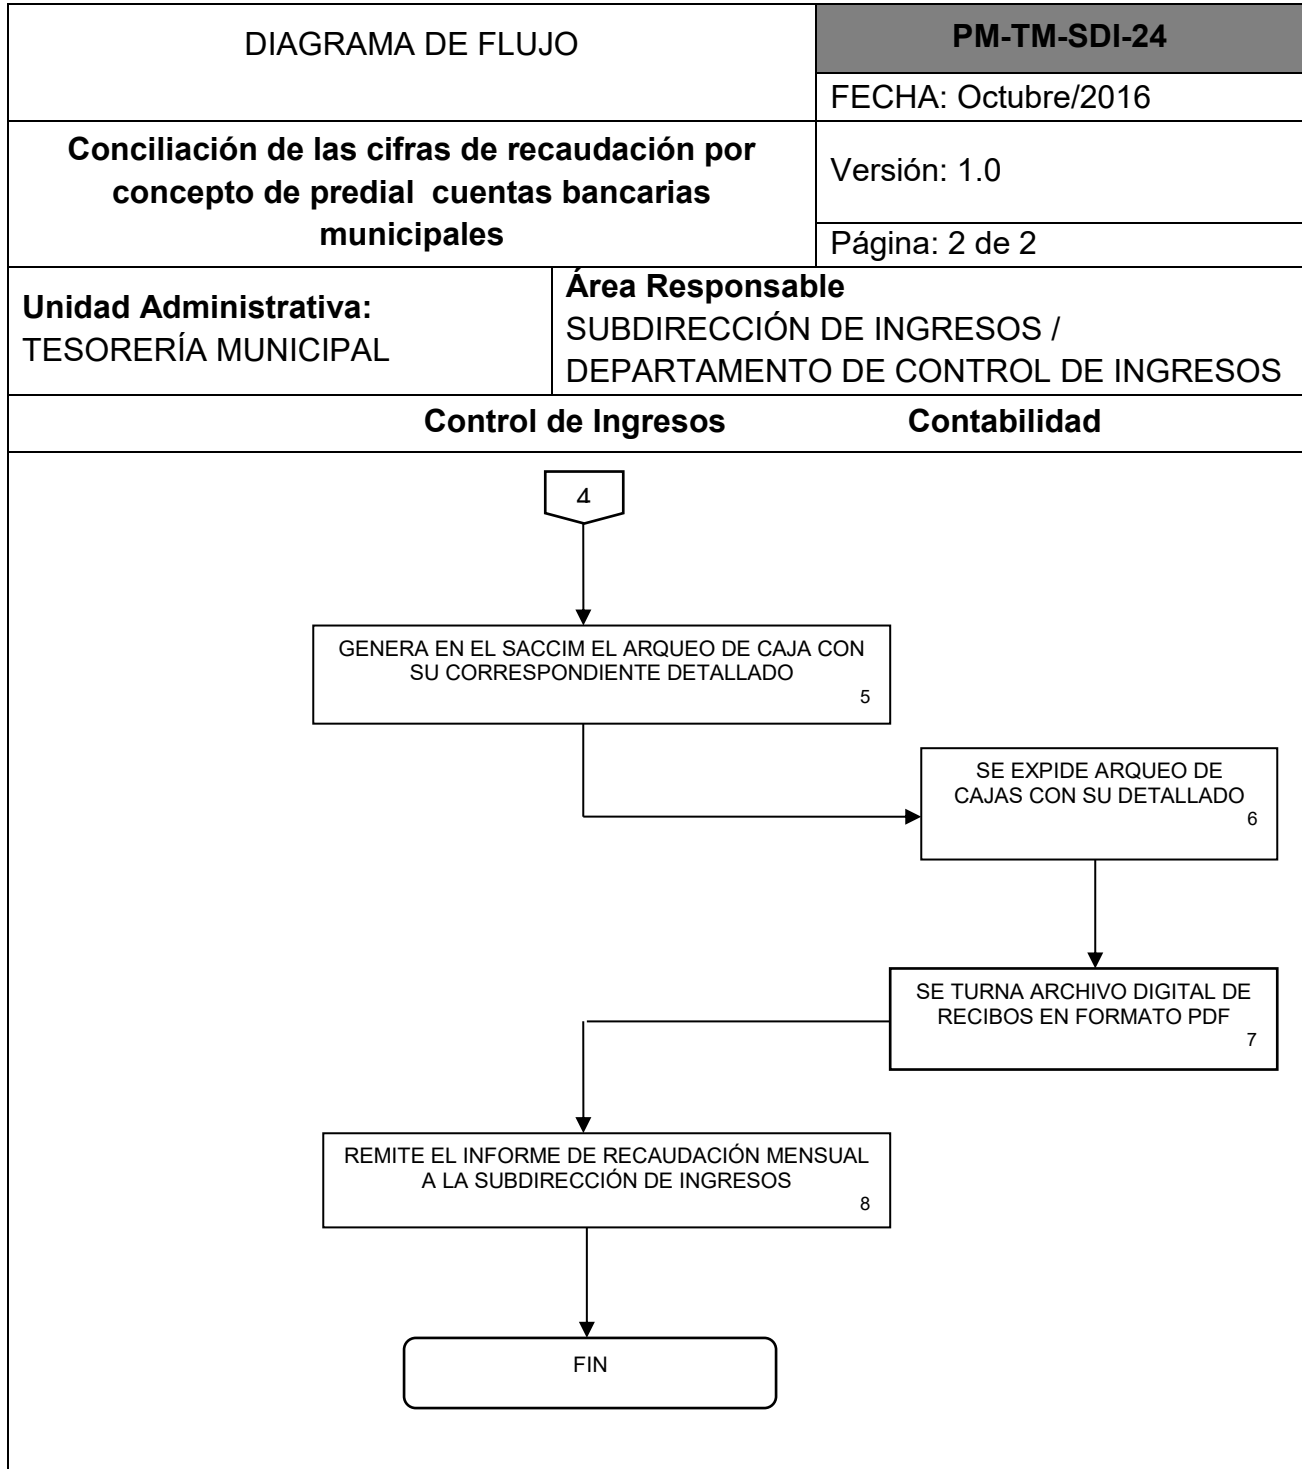 DIAGRAMA DE FLUJO
PM-TM-SDI-24
FECHA: Octubre/2016
Conciliación de las cifras de recaudación por
concepto de predial  cuentas bancarias
municipales
Versión: 1.0
Página: 2 de 2
Unidad Administrativa:
TESORERÍA MUNICIPAL
Área Responsable
SUBDIRECCIÓN DE INGRESOS /
DEPARTAMENTO DE CONTROL DE INGRESOS
Control de Ingresos
Contabilidad
4
GENERA EN EL SACCIM EL ARQUEO DE CAJA CON
SU CORRESPONDIENTE DETALLADO
5
SE EXPIDE ARQUEO DE
CAJAS CON SU DETALLADO
6
SE TURNA ARCHIVO DIGITAL DE
RECIBOS EN FORMATO PDF
7
REMITE EL INFORME DE RECAUDACIÓN MENSUAL
A LA SUBDIRECCIÓN DE INGRESOS
8
FIN